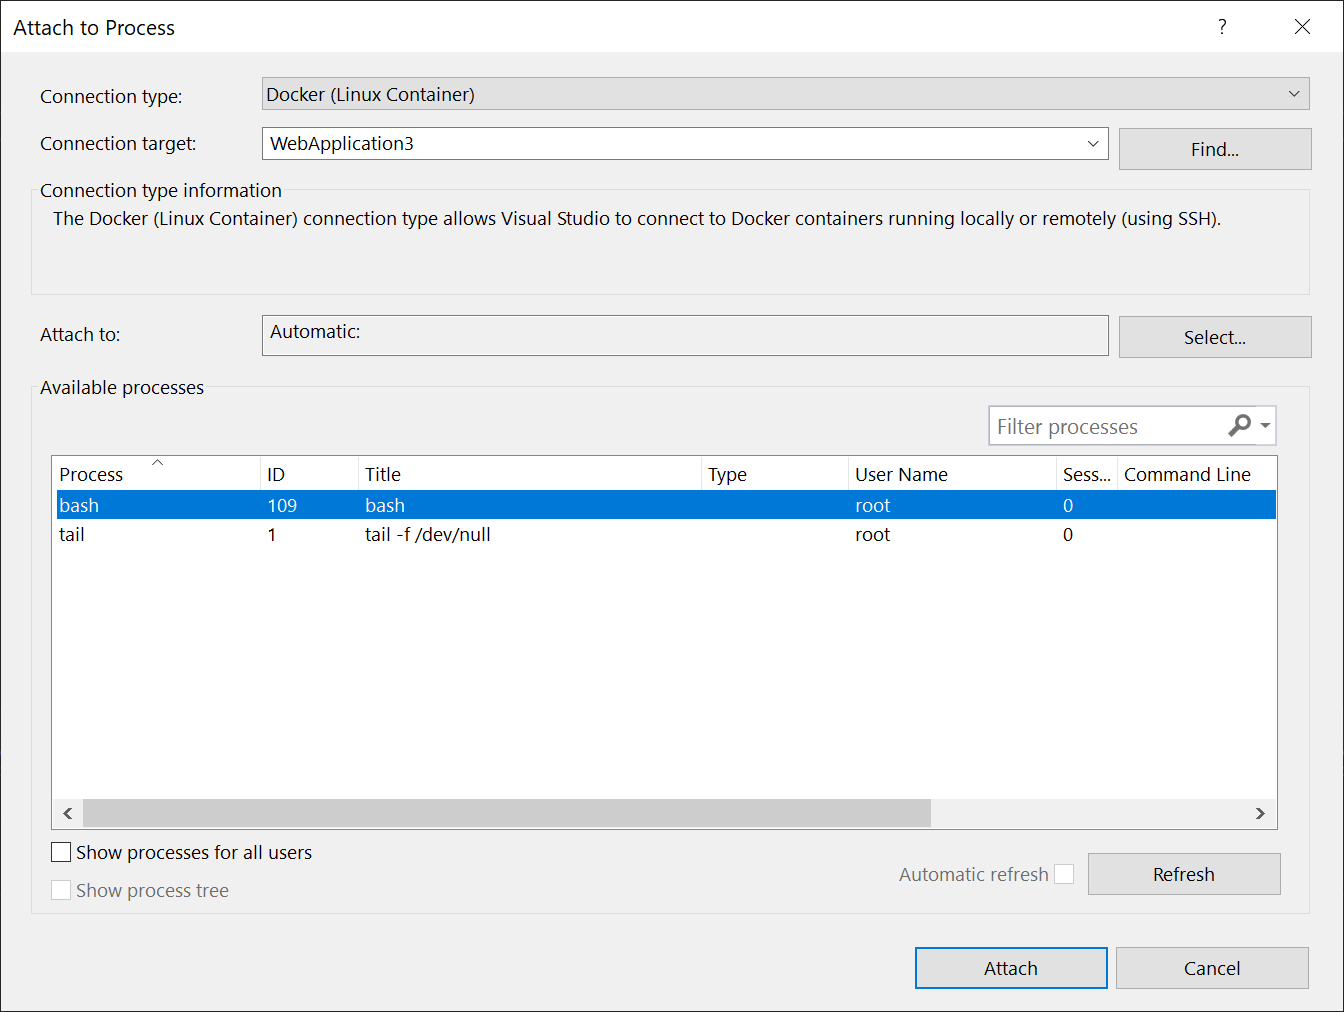 Attach to Process ?
Connection type: Docker (Linux Container)
Connection target: WebApplication3 Find...
Connection type information
The Docker (Linux Container) connection type allows Visual Studio to connect to Docker containers running locally or remotely (using SSH).
Attach to: Automatic: Select...
Available processes
Filter processes
Process ID Title Type User Name Sess... Command Line
bash 109 bash root 0
tail 1 tail -f /dev/null root 0
Show processes for all users
Automatic refresh Refresh
Show process tree
Attach Cancel